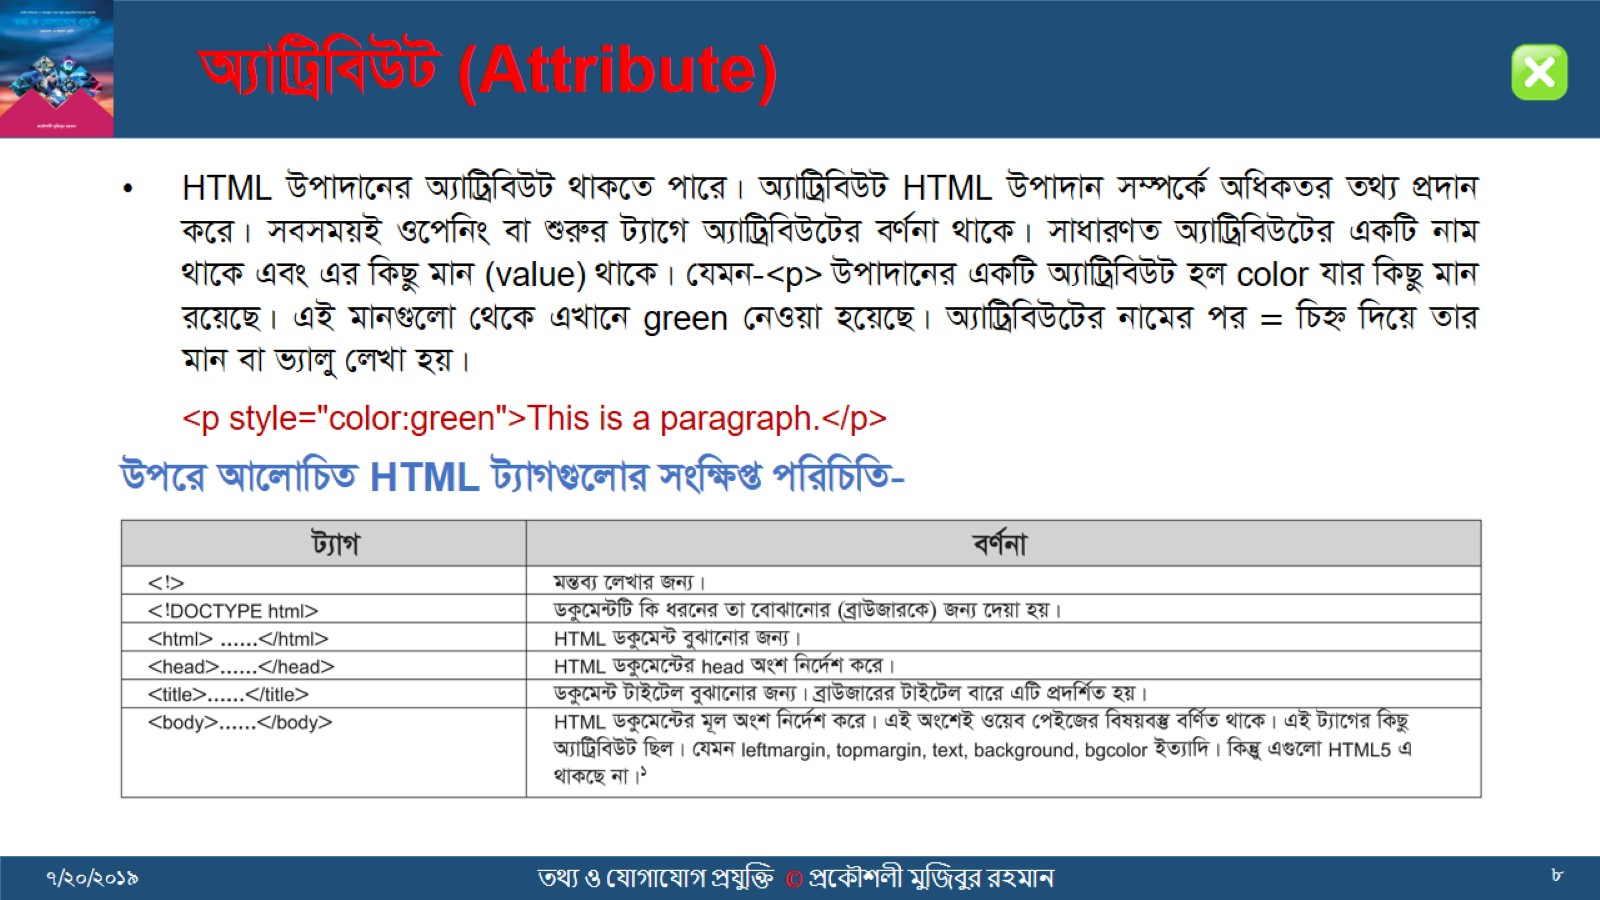 তথ্য ও যোগাযোগ প্রযুক্তি
অ্যাট্রিবিউট (Attribute)
• HTML উপাদানের অ্যাট্রিবিউট থাকতে পারে। অ্যাট্রিবিউট HTML উপাদান সম্পর্কে অধিকতর তথ্য প্রদান
করে। সবসময়ই ওপেনিং বা শুরুর ট্যাগে অ্যাট্রিবিউটের বর্ণনা থাকে। সাধারণত অ্যাট্রিবিউটের একটি নাম
থাকে এবং এর কিছু মান (value) থাকে। যেমন-<p> উপাদানের একটি অ্যাট্রিবিউট হল color যার কিছু মান
রয়েছে। এই মানগুলো থেকে এখানে green নেওয়া হয়েছে। অ্যাট্রিবিউটের নামের পর = চিহ্ন দিয়ে তার
মান বা ভ্যালু লেখা হয়।
<p style="color:green">This is a paragraph.</p>
উপরে আলোচিত HTML ট্যাগগুলোর সংক্ষিপ্ত পরিচিতি-
ট্যাগ বর্ণনা
<!> মন্তব্য লেখার জন্য।
<!DOCTYPE html> ডকুমেন্টটি কি ধরনের তা বোঝানোর (ব্রাউজারকে) জন্য দেয়া হয়।
<html> ......</html> HTML ডকুমেন্ট বুঝানোর জন্য।
<head>......</head> HTML ডকুমেন্টের head অংশ নির্দেশ করে।
<title>......</title> ডকুমেন্ট টাইটেল বুঝানোর জন্য। ব্রাউজারের টাইটেল বারে এটি প্রদর্শিত হয়।
<body>......</body> HTML ডকুমেন্টের মূল অংশ নির্দেশ করে। এই অংশেই ওয়েব পেইজের বিষয়বস্তু বর্ণিত থাকে। এই ট্যাগের কিছু
অ্যাট্রিবিউট ছিল। যেমন leftmargin, topmargin, text, background, bgcolor ইত্যাদি। কিন্তু এগুলো HTML5 এ
থাকছে না।১
৭/২০/২০১৯ তথ্য ও যোগাযোগ প্রযুক্তি © প্রকৌশলী মুজিবুর রহমান ৮